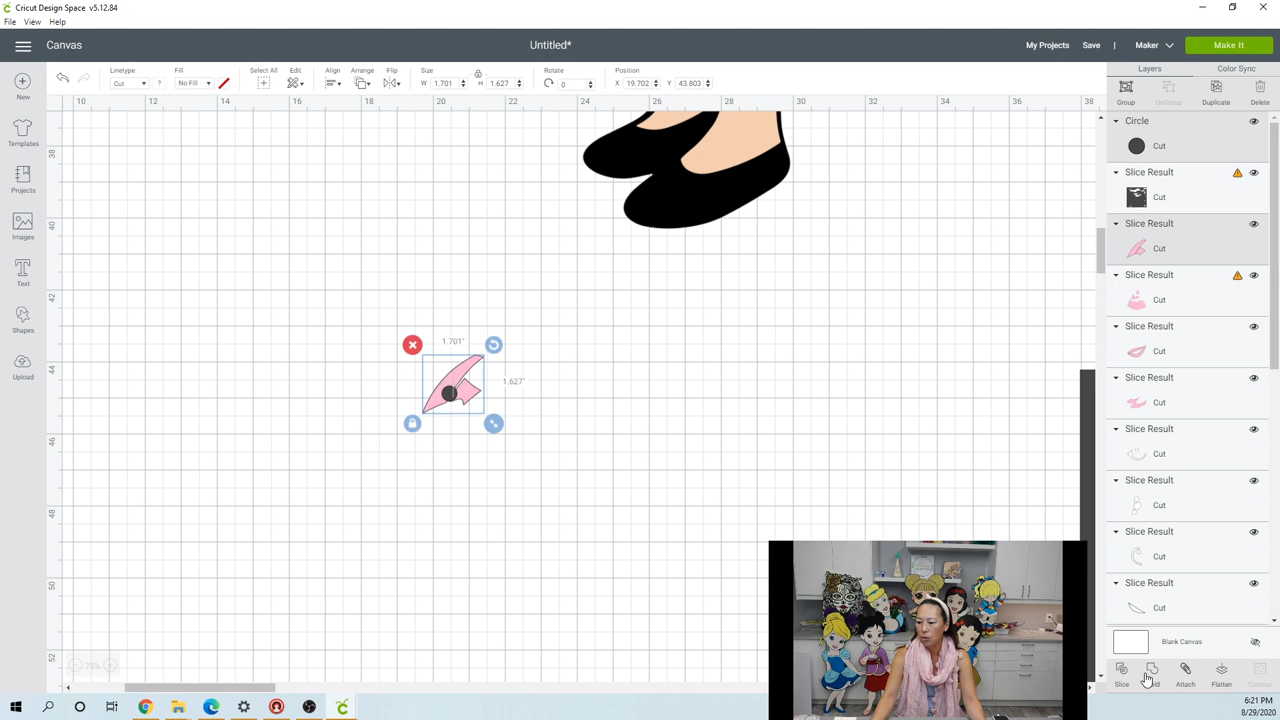 Cricut Design Space v5.12.84
File View Help
Canvas
Untitled*
My Projects Save | Maker Make It
Linetype Fill Select All Edit Arrange Flip Size Rotate Position
Align
Cut ? No Fill W 1.701 H 1.627 0 X 19.702 Y 43.803
Layers Color Sync
Group UnGroup Duplicate Delete
10 12 14 16 18 20 22 24 26 28 30 32 34 36 38
38
40
42
44
46
48
50
52
New
Templates
Projects
Images
Text
Shapes
Upload
1.701"
1.627"
Circle
Cut
Slice Result
Cut
Slice Result
Cut
Slice Result
Cut
Slice Result
Cut
Slice Result
Cut
Slice Result
Cut
Slice Result
Cut
Slice Result
Cut
Slice Result
Cut
Blank Canvas
Slice Attach Flatten Contour
6:21 PM
8/29/2020